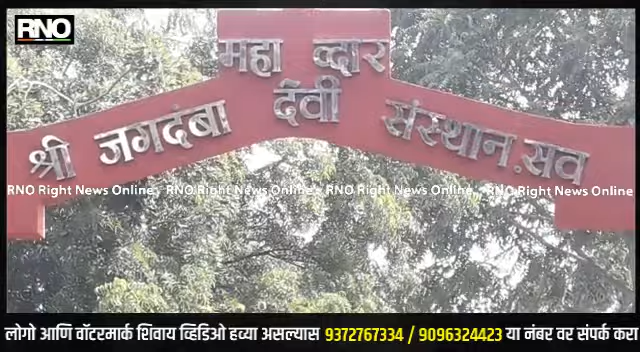 RNO
महा व्दार
श्री जगदंबा देवी संस्थान.सव
RNO Right News Online - RNO Right News Online - RNO Right News Online - RNO Right News Online
लोगो आणि वॉटरमार्क शिवाय व्हिडिओ हव्या असल्यास 9372767334 / 9096324423 या नंबर वर संपर्क करा